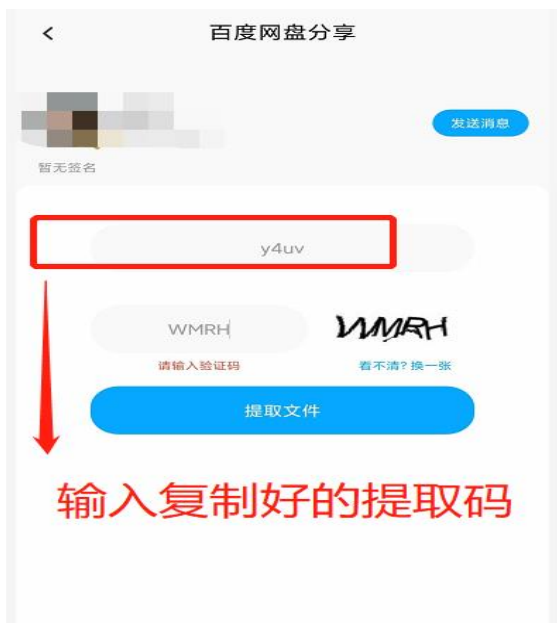 百度网盘分享
发送消息
暂无签名
y4uv
WMRH WMRH
请输入验证码 看不清?换一张
提取文件
输入复制好的提取码